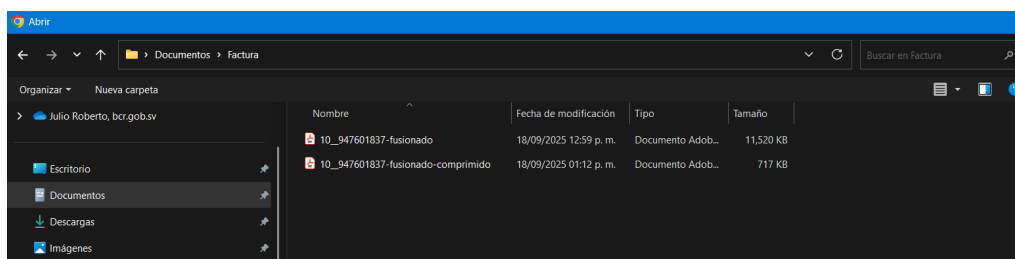 Abrir
Documentos › Factura
Buscar en Factura
Organizar
Nueva carpeta
Julio Roberto, bcr.gob.sv
Nombre Fecha de modificación Tipo Tamaño
10__947601837-fusionado 18/09/2025 12:59 p. m. Documento Adob... 11,520 KB
10__947601837-fusionado-comprimido 18/09/2025 01:12 p. m. Documento Adob... 717 KB
Escritorio
Documentos
Descargas
Imágenes